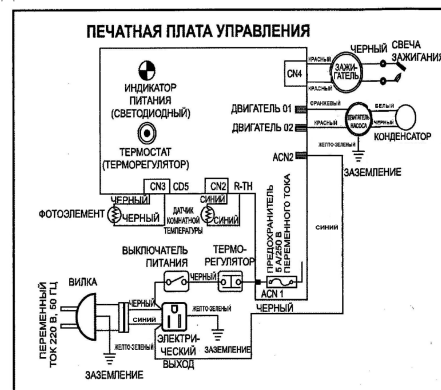 ПЕЧАТНАЯ ПЛАТА УПРАВЛЕНИЯ
ЧЕРНЫЙ
СВЕЧА
ЗАЖИГАНИЯ
КРАСНЫЙ
CN4
ЗАЖИ-
ГАТЕЛЬ
КРАСНЫЙ
ИНДИКАТОР
ПИТАНИЯ
(СВЕТОДИОДНЫЙ)
ДВИГАТЕЛЬ 01
ОРАНЖЕВЫЙ
ДВИГАТЕЛЬ
НАСОСА
БЕЛЫЙ
ДВИГАТЕЛЬ 02
КРАСНЫЙ
ЧЕРНЫЙ
КОНДЕНСАТОР
ТЕРМОСТАТ
(ТЕРМОРЕГУЛЯТОР)
ЖЕЛТО-ЗЕЛЕНЫЙ
ACN2
ЗАЗЕМЛЕНИЕ
CN3
CD5
CN2
R-TH
ЧЕРНЫЙ
СИНИЙ
ФОТОЭЛЕМЕНТ
ЧЕРНЫЙ
ДАТЧИК
КОМНАТНОЙ
ТЕМПЕРАТУРЫ
СИНИЙ
ПРЕДОХРАНИТЕЛЬ
5 А/250 В
ПЕРЕМЕННОГО ТОКА
СИНИЙ
ВЫКЛЮЧАТЕЛЬ
ПИТАНИЯ
ТЕРМО-
РЕГУЛЯТОР
ЧЕРНЫЙ
ACN 1
ЧЕРНЫЙ
ПЕРЕМЕННЫЙ
ТОК 220 В, 50 ГЦ
ВИЛКА
ЧЕРНЫЙ
СИНИЙ
ЖЕЛТО-ЗЕЛЕНЫЙ
ЖЕЛТО-ЗЕЛЕНЫЙ
ЭЛЕКТРИ-
ЧЕСКИЙ
ВЫХОД
ЗАЗЕМЛЕНИЕ
ЗАЗЕМЛЕНИЕ